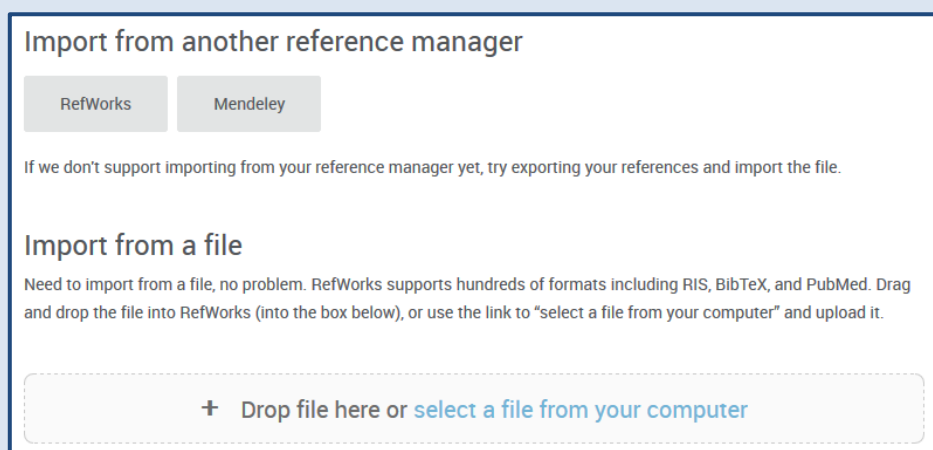 Import from another reference manager
RefWorks Mendeley
If we don't support importing from your reference manager yet, try exporting your references and import the file.
Import from a file
Need to import from a file, no problem. RefWorks supports hundreds of formats including RIS, BibTeX, and PubMed. Drag
and drop the file into RefWorks (into the box below), or use the link to “select a file from your computer” and upload it.
+ Drop file here or select a file from your computer